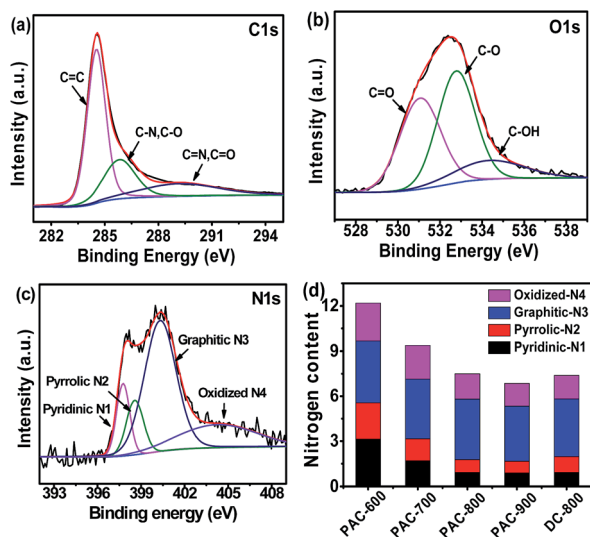 (a)
C1s
C=C
C-N,C-O
C=N,C=O
Intensity (a.u.)
282 285 288 291 294
Binding Energy (eV)
(b)
O1s
C=O
C-O
C-OH
Intensity (a.u.)
528 530 532 534 536 538
Binding Energy (eV)
(c)
N1s
Graphitic N3
Pyrrolic N2
Oxidized N4
Pyridinic N1
Intensity (a.u.)
393 396 399 402 405 408
Binding energy (eV)
(d)
Oxidized-N4
Graphitic-N3
Pyrrolic-N2
Pyridinic-N1
Nitrogen content
12
9
6
3
0
PAC-600
PAC-700
PAC-800
PAC-900
DC-800